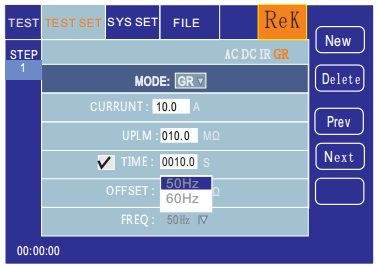 TEST TEST SET SYS SET FILE ReK
STEP AC DC IR GR New
1
MODE: GR Delete
CURRUNT: 10.0 A
UPLM: 010.0 MΩ Prev
✓ TIME: 0010.0 S Next
50Hz
OFFSET: Ω
60Hz
FREQ: 50Hz
00:00:00